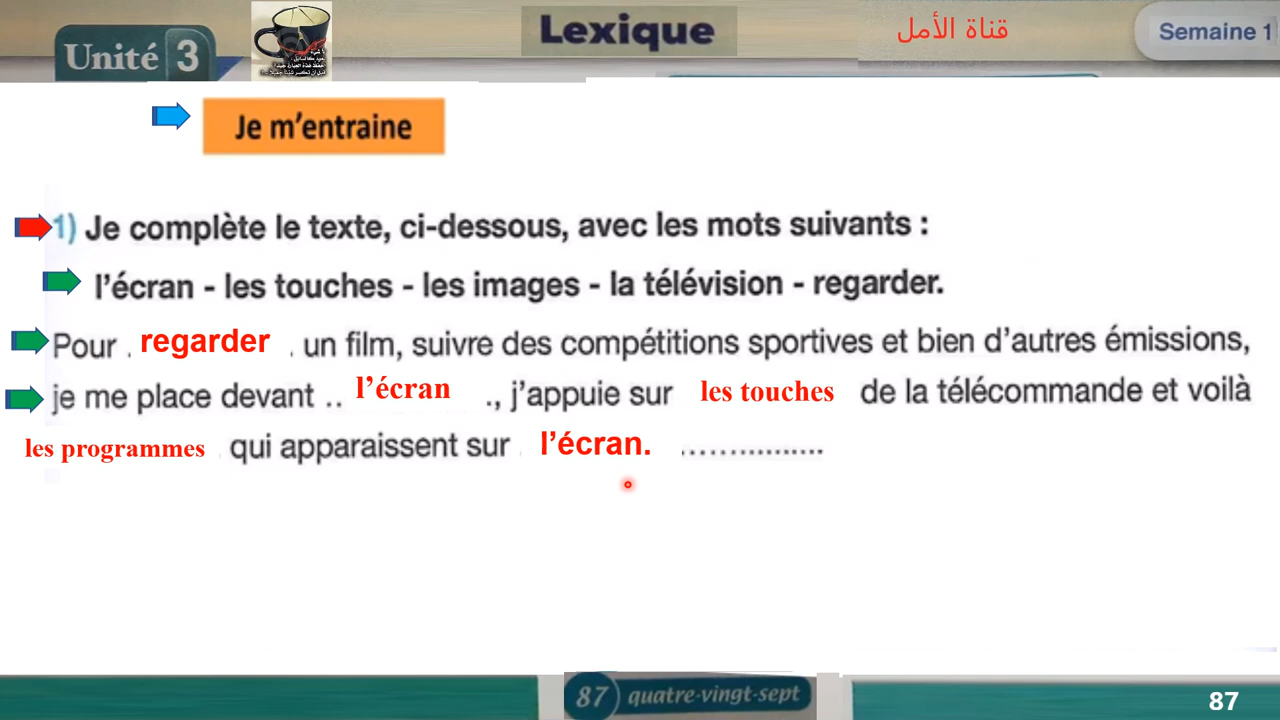 Unité 3
Lexique
قناة الأمل
Semaine 1
Je m'entraine
1) Je complète le texte, ci-dessous, avec les mots suivants :
l'écran - les touches - les images - la télévision - regarder.
Pour . regarder . un film, suivre des compétitions sportives et bien d'autres émissions,
je me place devant .. l'écran ., j'appuie sur les touches de la télécommande et voilà
les programmes qui apparaissent sur l'écran. ................
87 quatre-vingt-sept
87